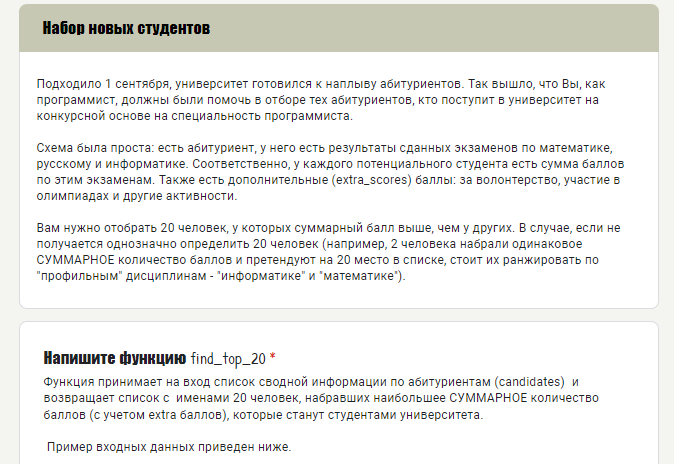 Набор новых студентов
Подходило 1 сентября, университет готовился к наплыву абитуриентов. Так вышло, что Вы, как
программист, должны были помочь в отборе тех абитуриентов, кто поступит в университет на
конкурсной основе на специальность программиста.
Схема была проста: есть абитуриент, у него есть результаты сданных экзаменов по математике,
русскому и информатике. Соответственно, у каждого потенциального студента есть сумма баллов
по этим экзаменам. Также есть дополнительные (extra_scores) баллы: за волонтерство, участие в
олимпиадах и другие активности.
Вам нужно отобрать 20 человек, у которых суммарный балл выше, чем у других. В случае, если не
получается однозначно определить 20 человек (например, 2 человека набрали одинаковое
СУММАРНОЕ количество баллов и претендуют на 20 место в списке, стоит их ранжировать по
"профильным" дисциплинам - "информатике" и "математике").
Напишите функцию find_top_20 *
Функция принимает на вход список сводной информации по абитуриентам (candidates) и
возвращает список с именами 20 человек, набравших наибольшее СУММАРНОЕ количество
баллов (с учетом extra баллов), которые станут студентами университета.
Пример входных данных приведен ниже.